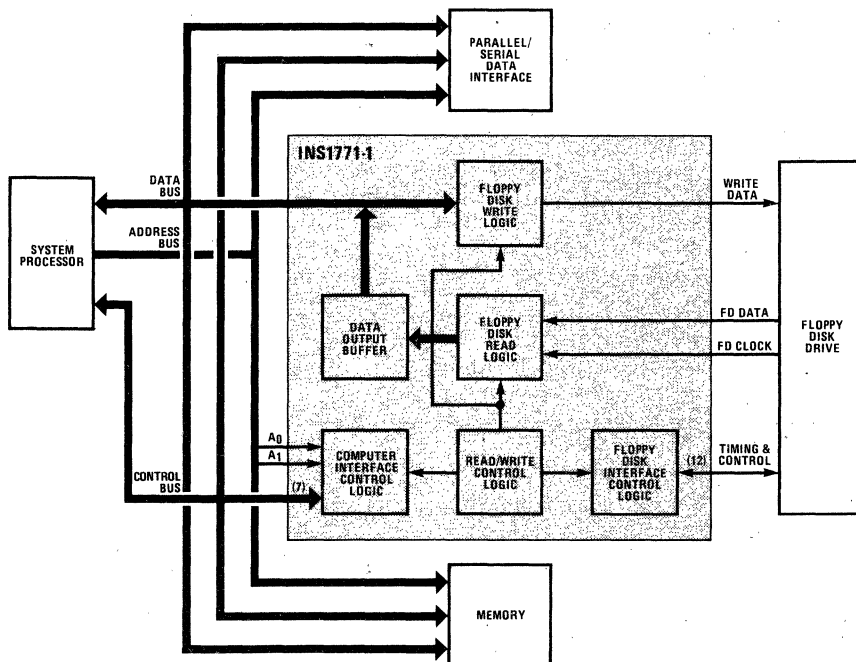 PARALLEL/
SERIAL
DATA
INTERFACE
INS1771-1
DATA
BUS
FLOPPY
DISK
WRITE
LOGIC
WRITE
DATA
ADDRESS
BUS
SYSTEM
PROCESSOR
DATA
OUTPUT
BUFFER
FLOPPY
DISK
READ
LOGIC
FD DATA
FD CLOCK
FLOPPY
DISK
DRIVE
A0
A1
COMPUTER
INTERFACE
CONTROL
LOGIC
READ/WRITE
CONTROL
LOGIC
FLOPPY
DISK
INTERFACE
CONTROL
LOGIC
(12)
TIMING &
CONTROL
CONTROL
BUS
(7)
MEMORY